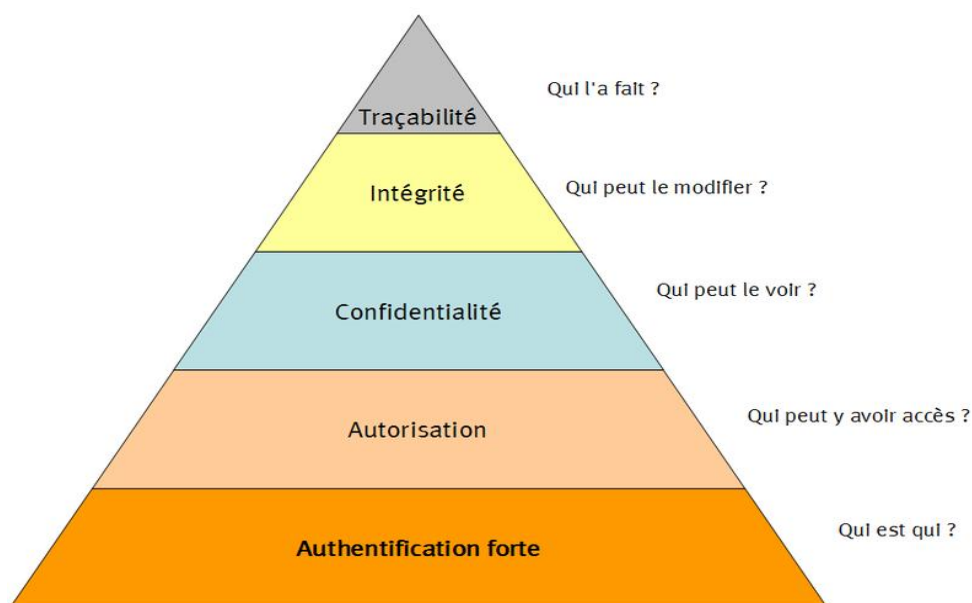 Qui l'a fait ?
Traçabilité
Intégrité
Qui peut le modifier ?
Confidentialité
Qui peut le voir ?
Autorisation
Qui peut y avoir accès ?
Authentification forte
Qui est qui ?